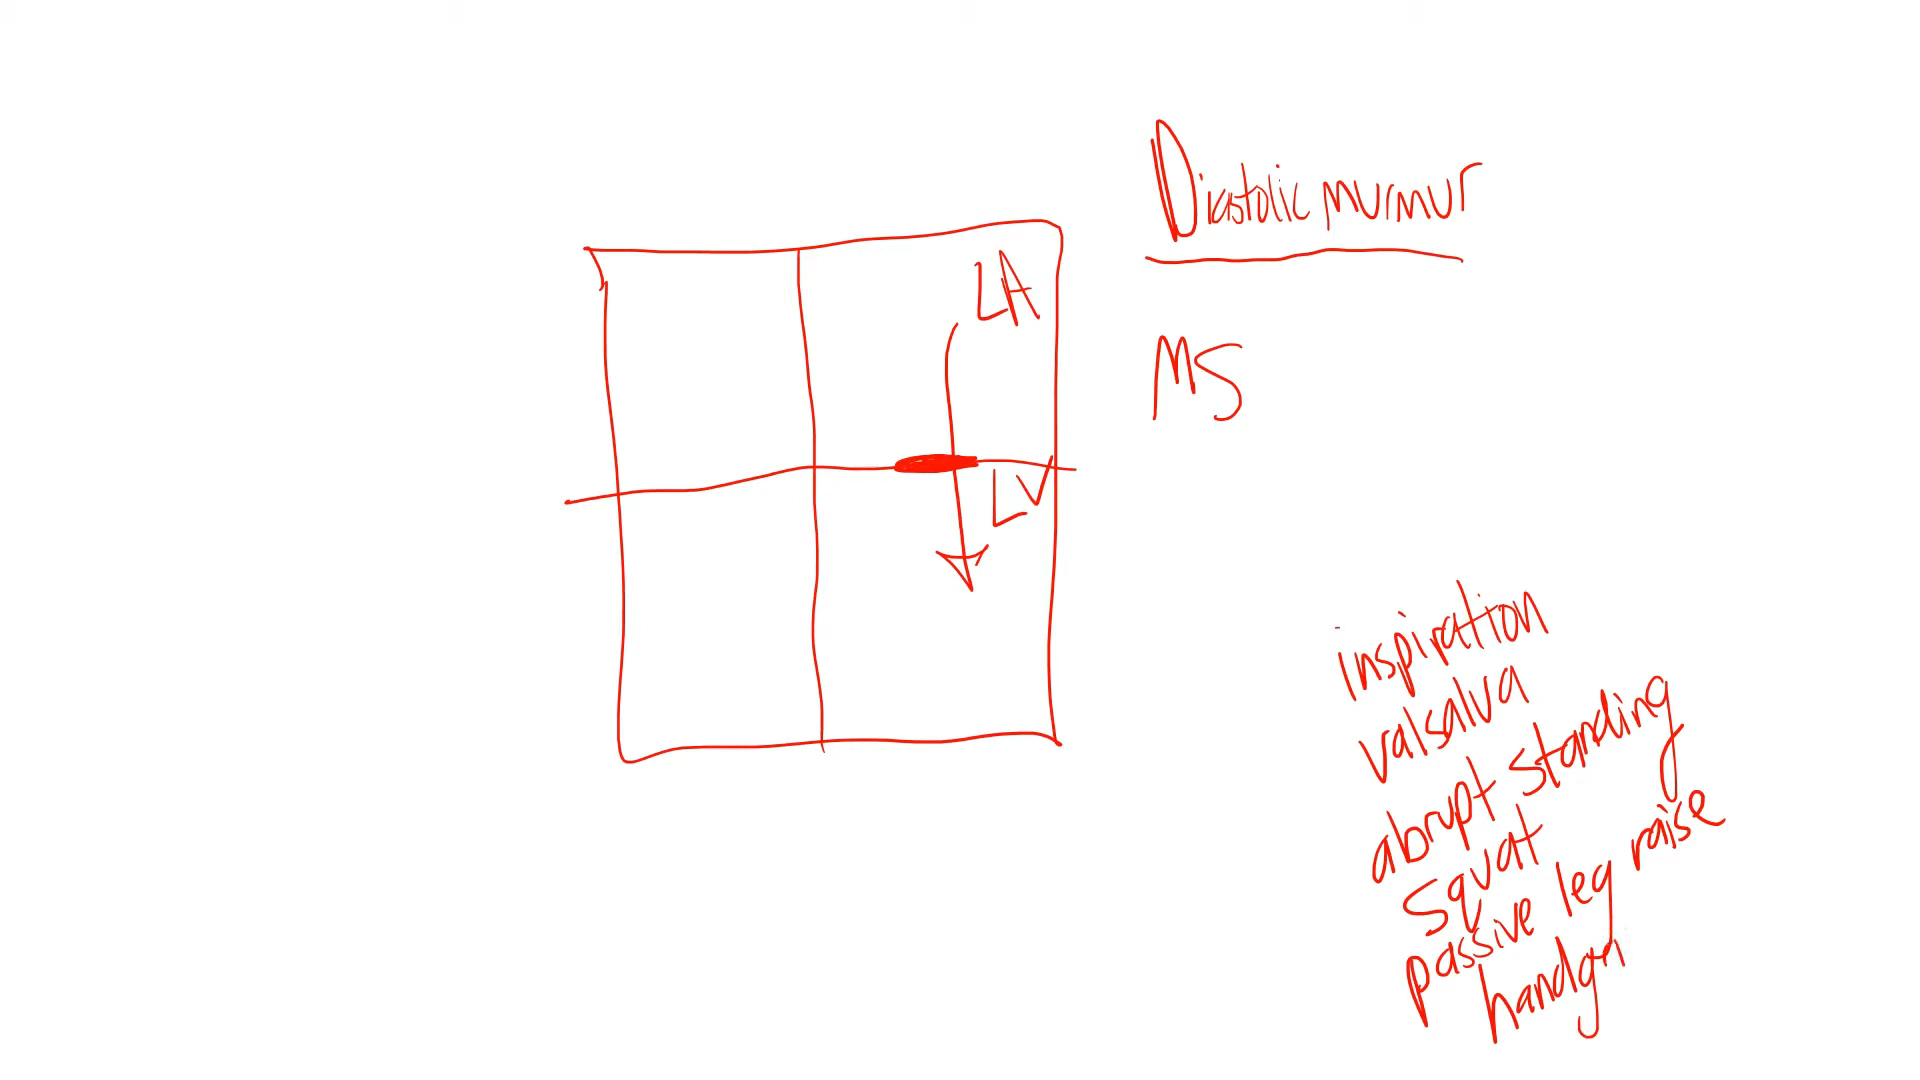 Diastolic murmur
LA
MS
LV
inspiration
valsalva
abrupt standing
squat
passive leg raise
handgri